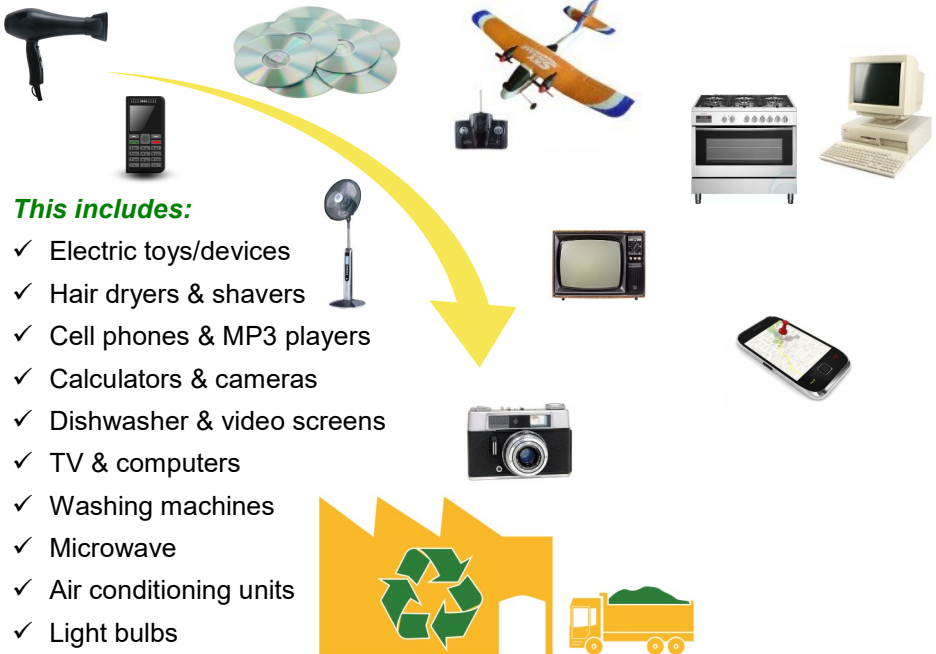 This includes:
✓ Electric toys/devices
✓ Hair dryers & shavers
✓ Cell phones & MP3 players
✓ Calculators & cameras
✓ Dishwasher & video screens
✓ TV & computers
✓ Washing machines
✓ Microwave
✓ Air conditioning units
✓ Light bulbs